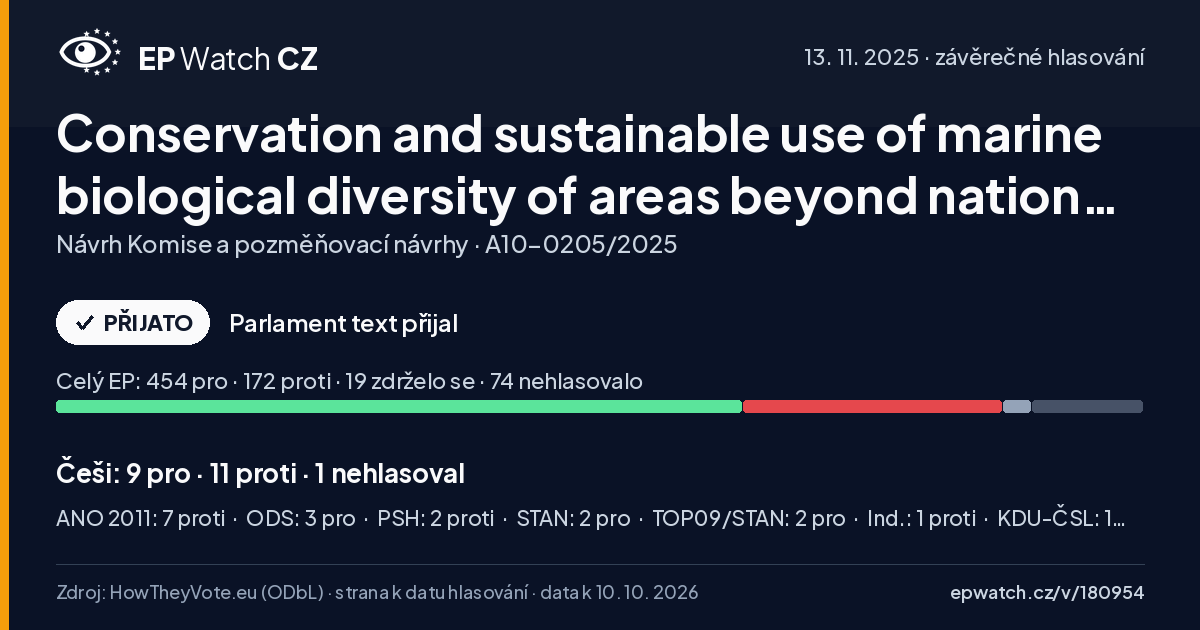 EP Watch CZ
13. 11. 2025 · závěrečné hlasování
Conservation and sustainable use of marine
biological diversity of areas beyond nation…
Návrh Komise a pozměňovací návrhy · A10–0205/2025
✓ PŘIJATO
Parlament text přijal
Celý EP: 454 pro · 172 proti · 19 zdrželo se · 74 nehlasovalo
Češi: 9 pro · 11 proti · 1 nehlasoval
ANO 2011: 7 proti · ODS: 3 pro · PSH: 2 proti · STAN: 2 pro · TOP09/STAN: 2 pro · Ind.: 1 proti · KDU-ČSL: 1…
Zdroj: HowTheyVote.eu (ODbL) · strana k datu hlasování · data k 10. 10. 2026
epwatch.cz/v/180954